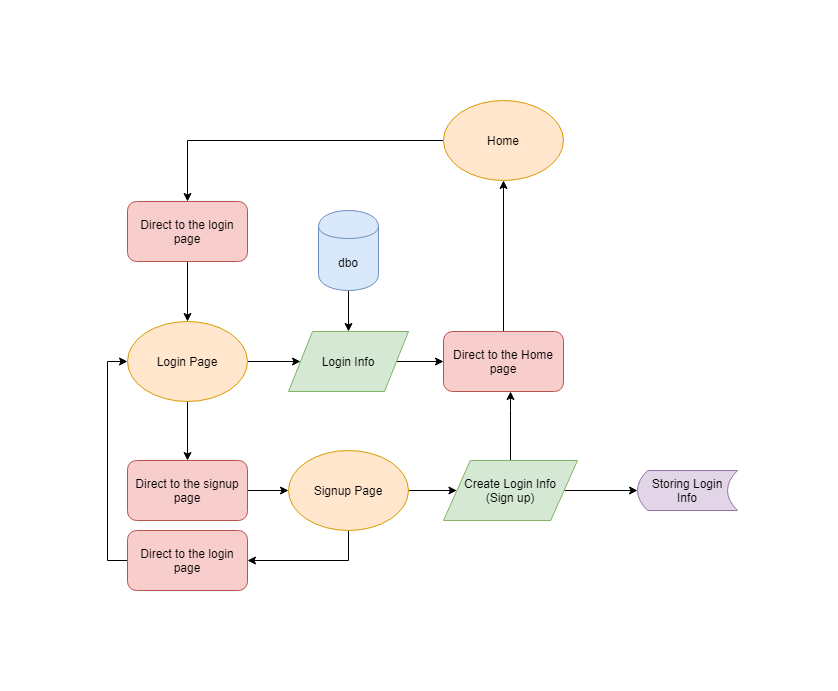 Home
Direct to the login
page
dbo
Login Page
Login Info
Direct to the Home
page
Direct to the signup
page
Signup Page
Create Login Info
(Sign up)
Storing Login
Info
Direct to the login
page